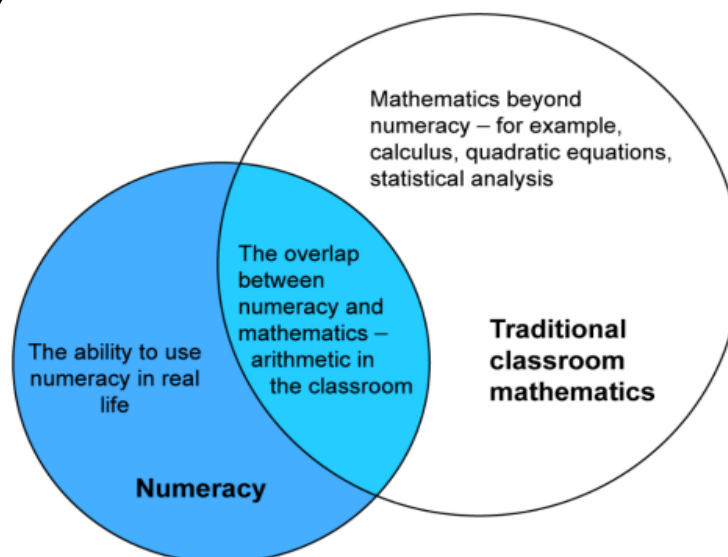 Mathematics beyond
numeracy – for example,
calculus, quadratic equations,
statistical analysis
The overlap
between
numeracy and
mathematics –
arithmetic in
the classroom
Traditional
classroom
mathematics
The ability to use
numeracy in real
life
Numeracy